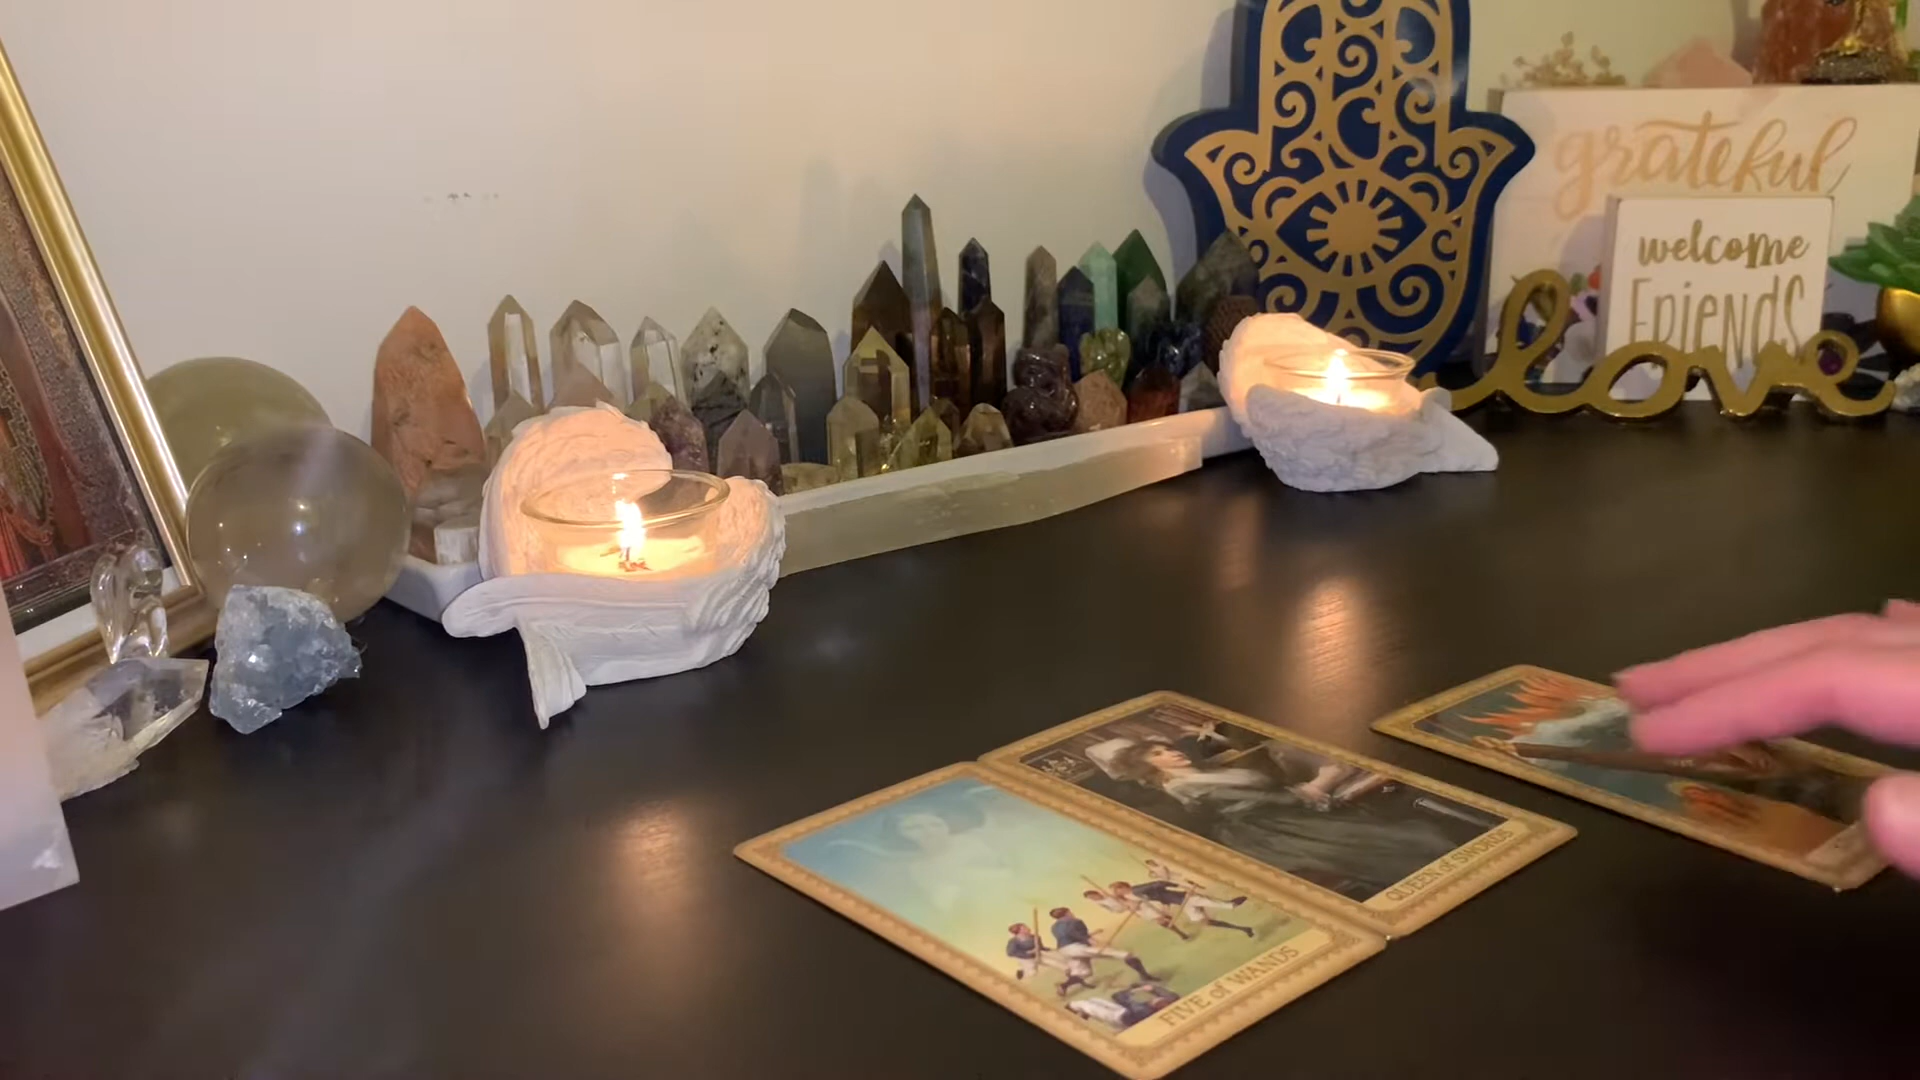 grateful
welcome
FRIENDS
love
QUEEN of SWORDS
FIVE of WANDS